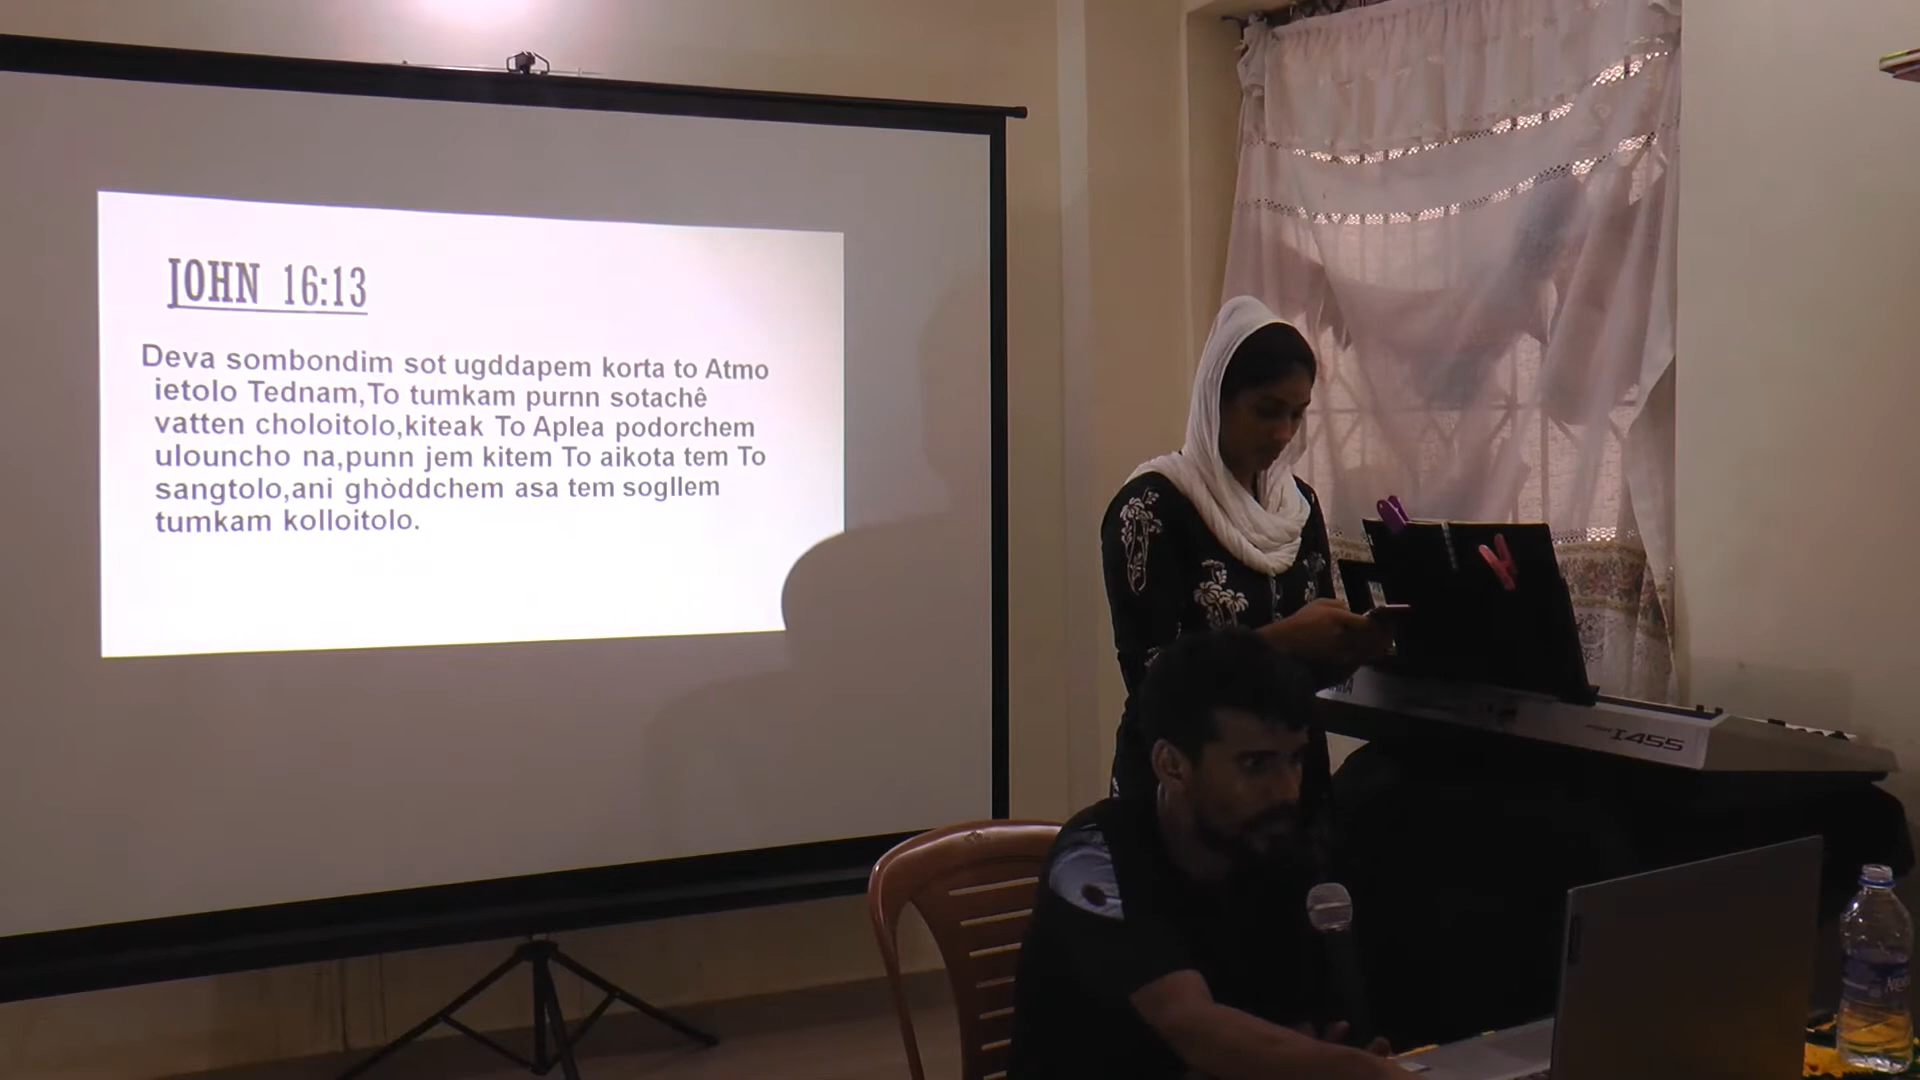 JOHN 16:13
Deva sombondim sot ugddapem korta to Atmo
ietolo Tednam,To tumkam purnn sotachê
vatten choloitolo,kiteak To Aplea podorchem
ulouncho na,punn jem kitem To aikota tem To
sangtolo,ani ghòddchem asa tem sogllem
tumkam kolloitolo.
I455